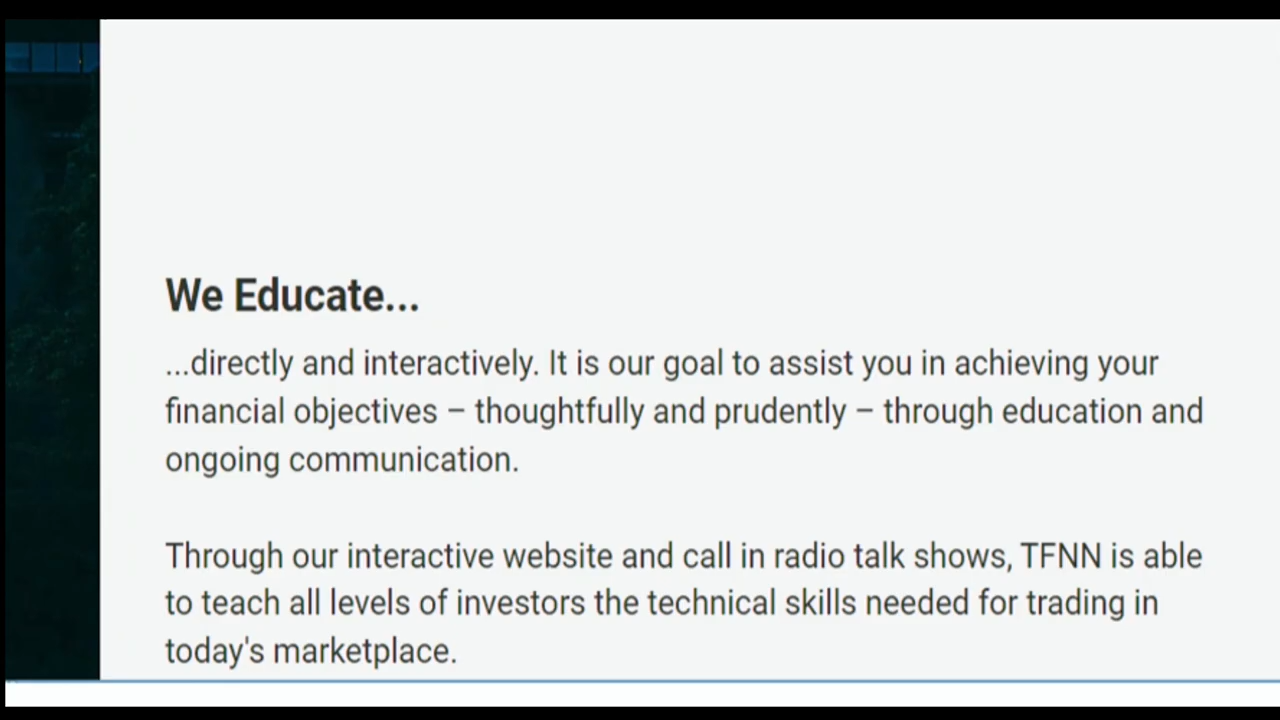 We Educate...
...directly and interactively. It is our goal to assist you in achieving your
financial objectives – thoughtfully and prudently – through education and
ongoing communication.
Through our interactive website and call in radio talk shows, TFNN is able
to teach all levels of investors the technical skills needed for trading in
today's marketplace.